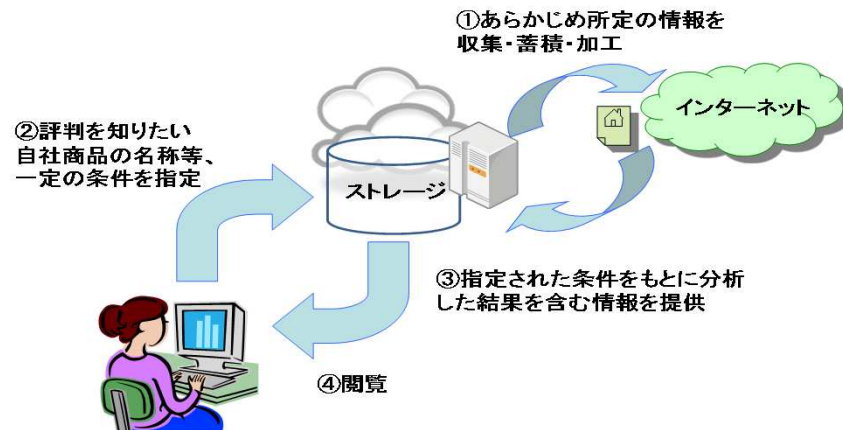 ①あらかじめ所定の情報を
収集・蓄積・加工
インターネット
②評判を知りたい
自社商品の名称等、
一定の条件を指定
ストレージ
③指定された条件をもとに分析
した結果を含む情報を提供
④閲覧